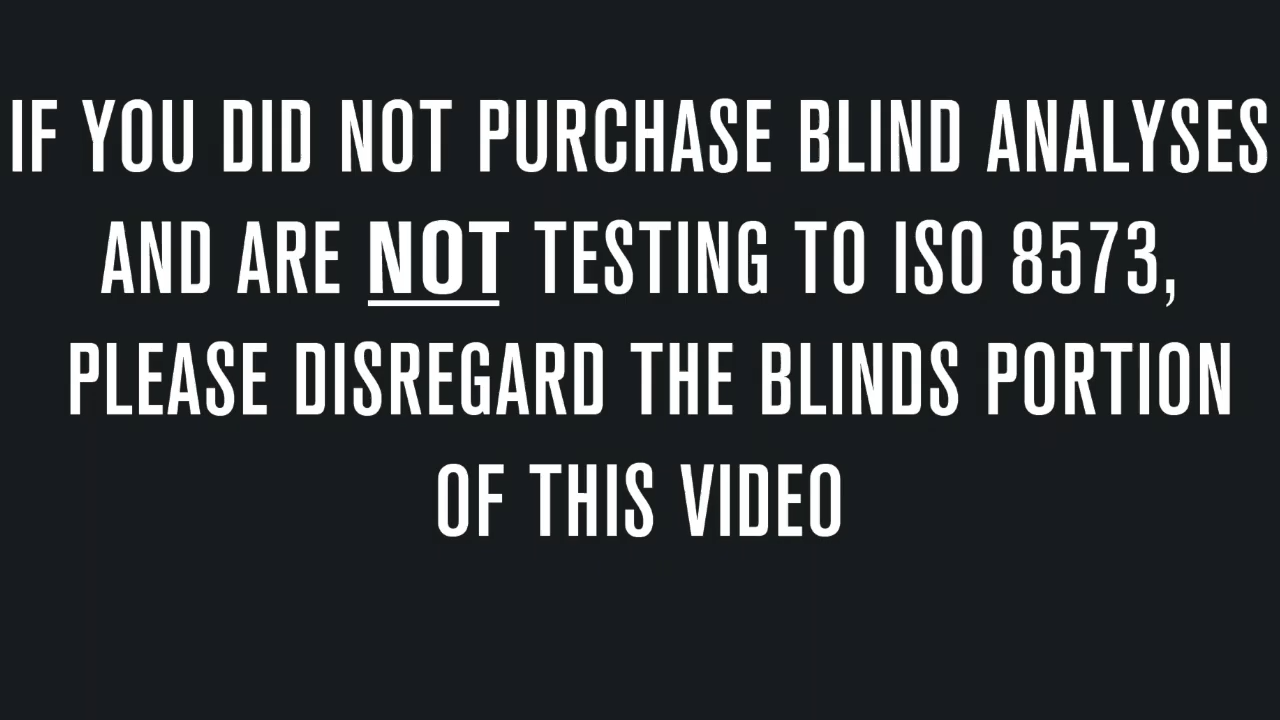 IF YOU DID NOT PURCHASE BLIND ANALYSES
AND ARE NOT TESTING TO ISO 8573,
PLEASE DISREGARD THE BLINDS PORTION
OF THIS VIDEO